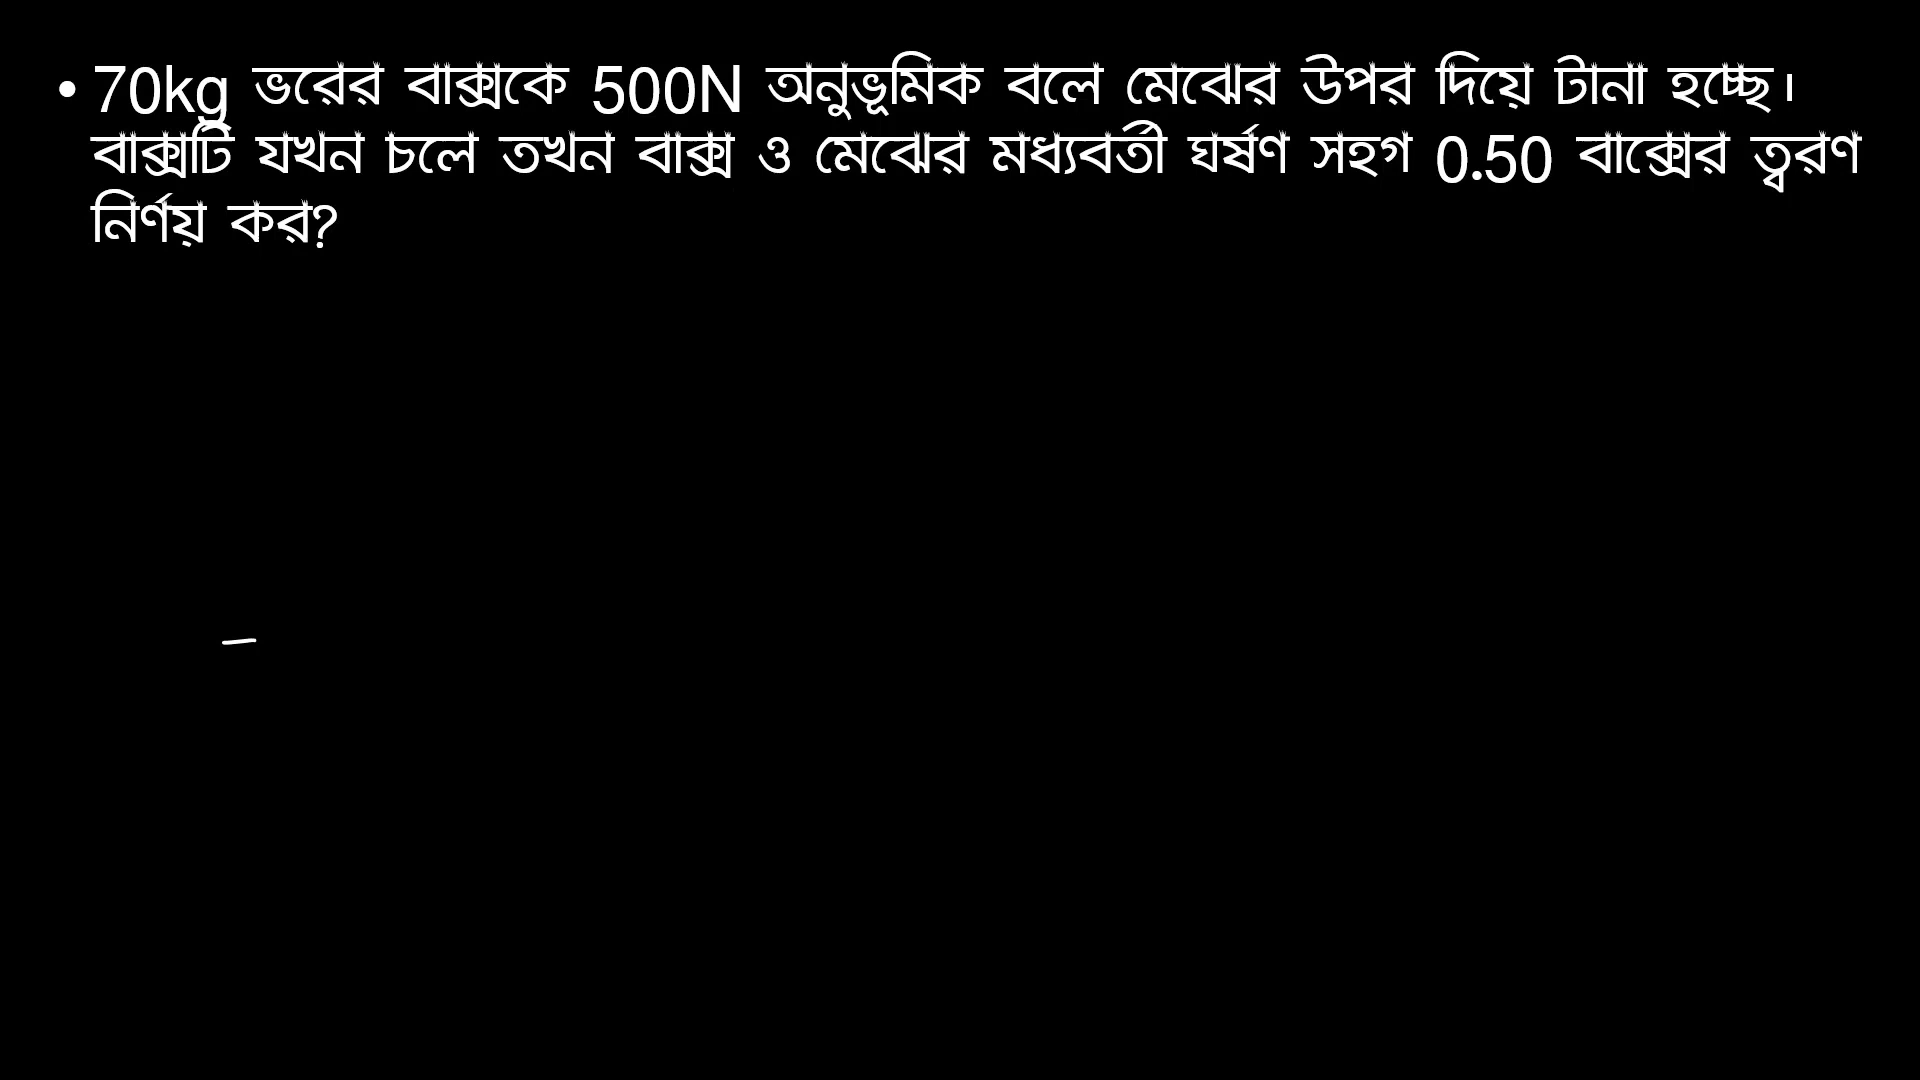 • 70kg ভরের বাক্সকে 500N অনুভূমিক বলে মেঝের উপর দিয়ে টানা হচ্ছে।
বাক্সটি যখন চলে তখন বাক্স ও মেঝের মধ্যবর্তী ঘর্ষণ সহগ 0.50 বাক্সের ত্বরণ
নির্ণয় কর?